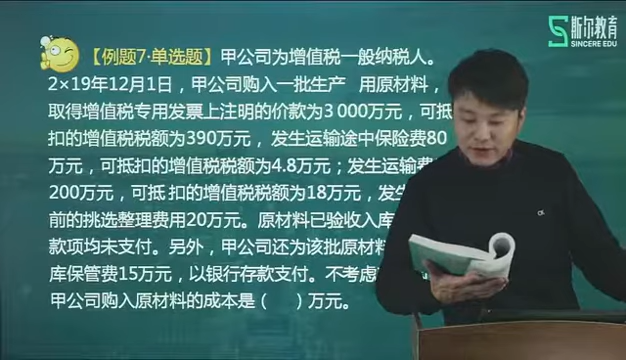 斯尔教育
SINCERE EDU
【例题7·单选题】甲公司为增值税一般纳税人。
2×19年12月1日，甲公司购入一批生产 用原材料，
取得增值税专用发票上注明的价款为3 000万元，可抵
扣的增值税税额为390万元，发生运输途中保险费80
万元，可抵扣的增值税税额为4.8万元；发生运输费
200万元，可抵 扣的增值税税额为18万元，发生
前的挑选整理费用20万元。原材料已验收入库
款项均未支付。另外，甲公司还为该批原材料
库保管费15万元，以银行存款支付。不考虑
甲公司购入原材料的成本是（ ）万元。